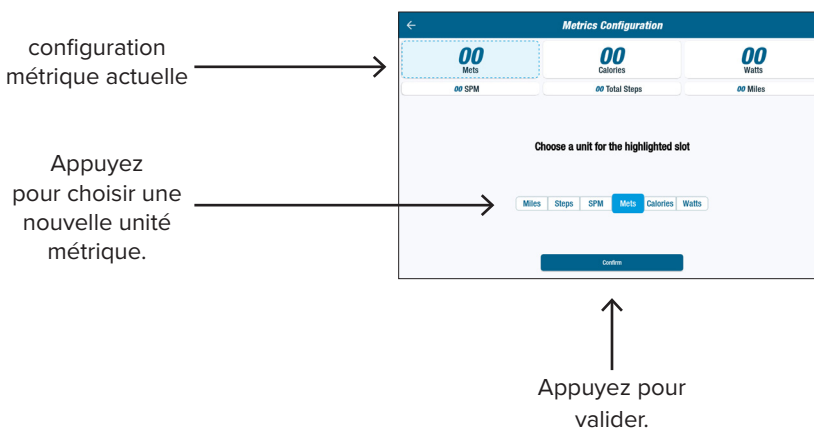 ←
Metrics Configuration
configuration
métrique actuelle
00
Mets
00
Calories
00
Watts
00 SPM
00 Total Steps
00 Miles
Choose a unit for the highlighted slot
Appuyez
pour choisir une
nouvelle unité
métrique.
Miles Steps SPM Mets Calories Watts
Confirm
Appuyez pour
valider.